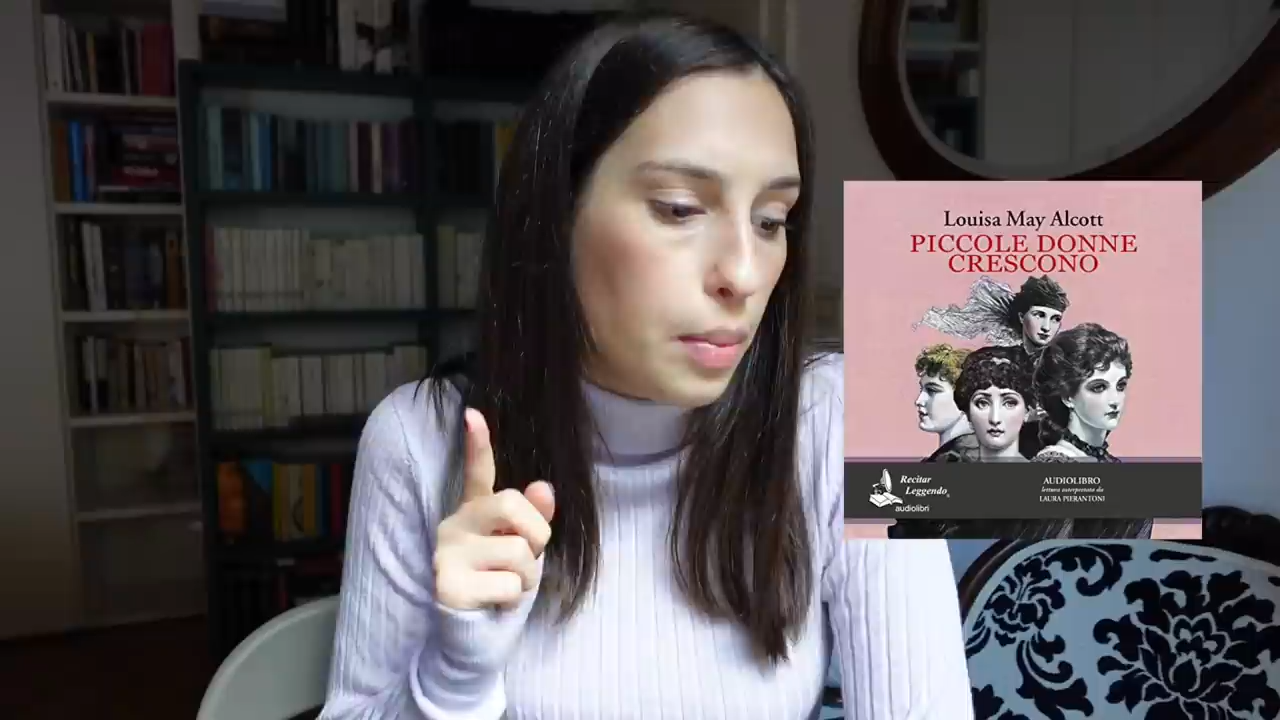 Louisa May Alcott
PICCOLE DONNE
CRESCONO
Recitar
Leggendo
audiolibri
AUDIOLIBRO
lettura interpretata da
LAURA PIERANTONI